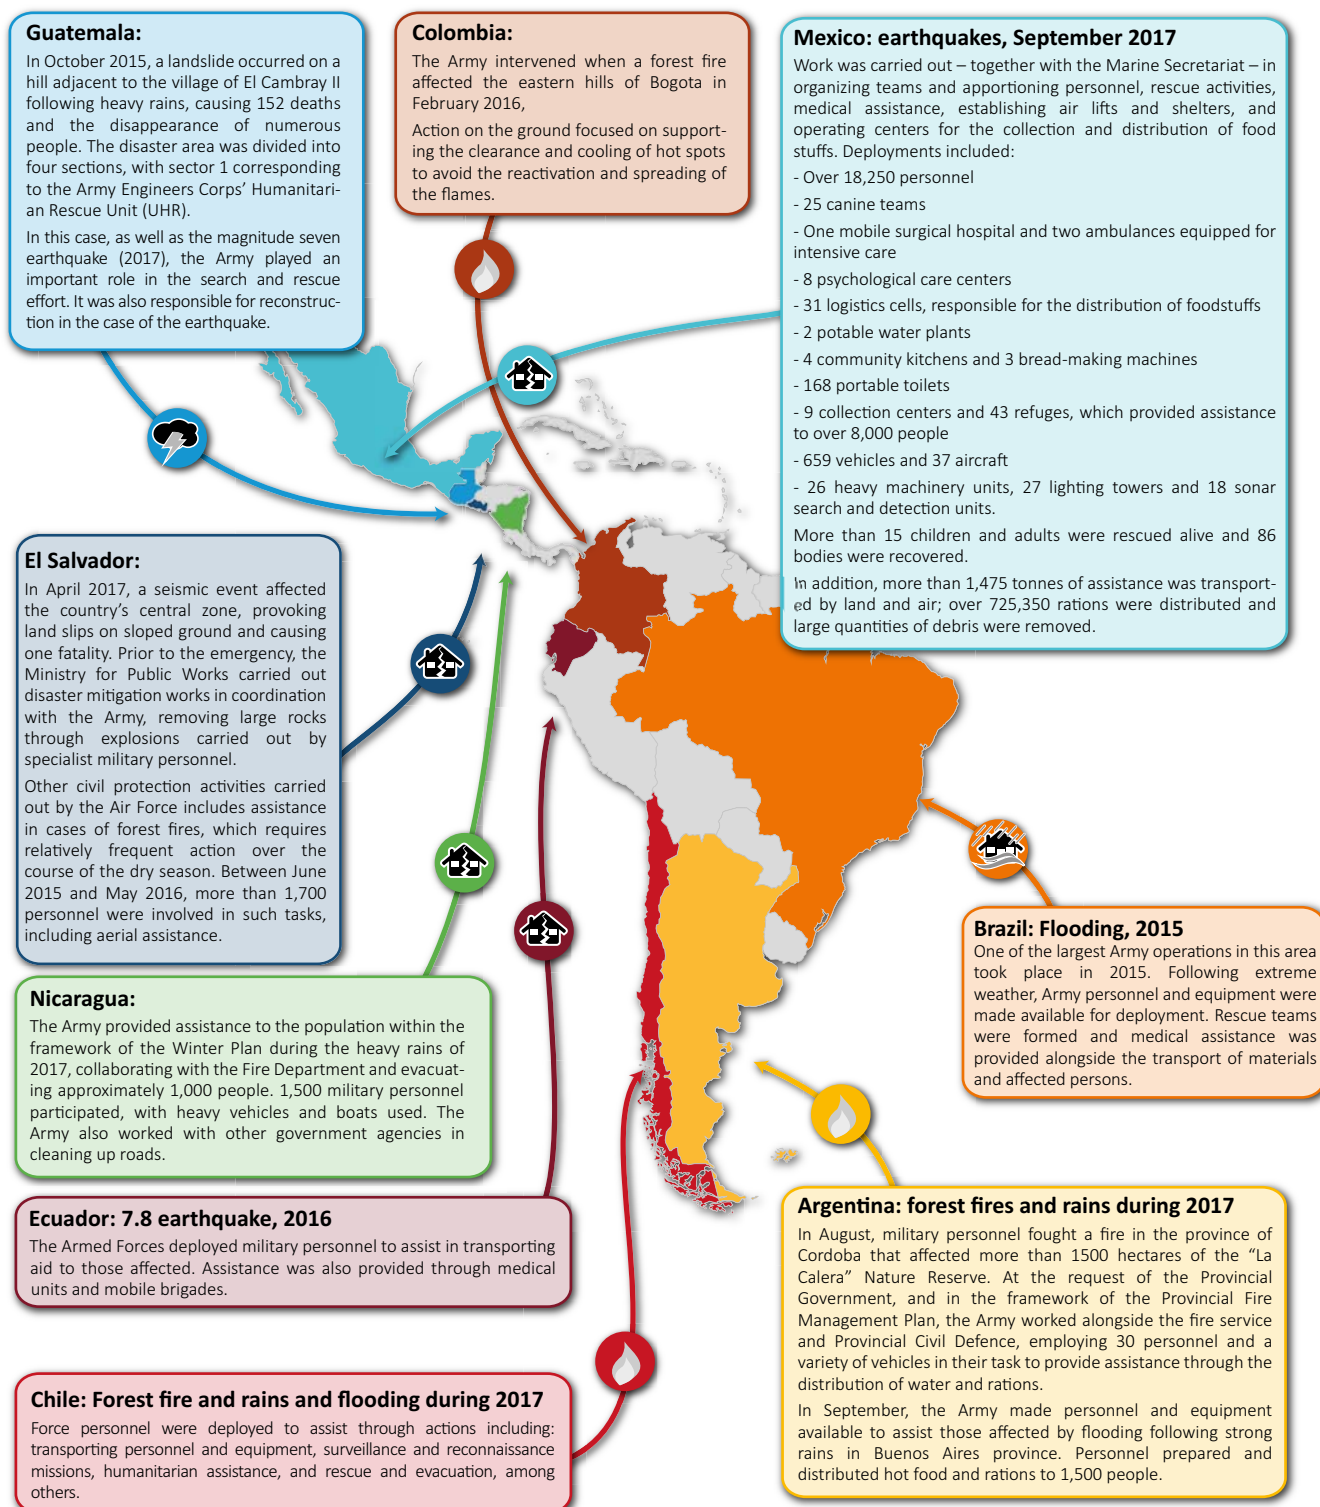 Guatemala:
In October 2015, a landslide occurred on a
hill adjacent to the village of El Cambray II
following heavy rains, causing 152 deaths
and the disappearance of numerous
people. The disaster area was divided into
four sections, with sector 1 corresponding
to the Army Engineers Corps' Humanitari-
an Rescue Unit (UHR).
In this case, as well as the magnitude seven
earthquake (2017), the Army played an
important role in the search and rescue
effort. It was also responsible for reconstruc-
tion in the case of the earthquake.
Colombia:
The Army intervened when a forest fire
affected the eastern hills of Bogota in
February 2016,
Action on the ground focused on support-
ing the clearance and cooling of hot spots
to avoid the reactivation and spreading of
the flames.
Mexico: earthquakes, September 2017
Work was carried out – together with the Marine Secretariat – in
organizing teams and apportioning personnel, rescue activities,
medical assistance, establishing air lifts and shelters, and
operating centers for the collection and distribution of food
stuffs. Deployments included:
- Over 18,250 personnel
- 25 canine teams
- One mobile surgical hospital and two ambulances equipped for
intensive care
- 8 psychological care centers
- 31 logistics cells, responsible for the distribution of foodstuffs
- 2 potable water plants
- 4 community kitchens and 3 bread-making machines
- 168 portable toilets
- 9 collection centers and 43 refuges, which provided assistance
to over 8,000 people
- 659 vehicles and 37 aircraft
- 26 heavy machinery units, 27 lighting towers and 18 sonar
search and detection units.
More than 15 children and adults were rescued alive and 86
bodies were recovered.
In addition, more than 1,475 tonnes of assistance was transport-
ed by land and air; over 725,350 rations were distributed and
large quantities of debris were removed.
El Salvador:
In April 2017, a seismic event affected
the country's central zone, provoking
land slips on sloped ground and causing
one fatality. Prior to the emergency, the
Ministry for Public Works carried out
disaster mitigation works in coordination
with the Army, removing large rocks
through explosions carried out by
specialist military personnel.
Other civil protection activities carried
out by the Air Force includes assistance
in cases of forest fires, which requires
relatively frequent action over the
course of the dry season. Between June
2015 and May 2016, more than 1,700
personnel were involved in such tasks,
including aerial assistance.
Nicaragua:
The Army provided assistance to the population within the
framework of the Winter Plan during the heavy rains of
2017, collaborating with the Fire Department and evacuat-
ing approximately 1,000 people. 1,500 military personnel
participated, with heavy vehicles and boats used. The
Army also worked with other government agencies in
cleaning up roads.
Brazil: Flooding, 2015
One of the largest Army operations in this area
took place in 2015. Following extreme
weather, Army personnel and equipment were
made available for deployment. Rescue teams
were formed and medical assistance was
provided alongside the transport of materials
and affected persons.
Ecuador: 7.8 earthquake, 2016
The Armed Forces deployed military personnel to assist in transporting
aid to those affected. Assistance was also provided through medical
units and mobile brigades.
Argentina: forest fires and rains during 2017
In August, military personnel fought a fire in the province of
Cordoba that affected more than 1500 hectares of the “La
Calera” Nature Reserve. At the request of the Provincial
Government, and in the framework of the Provincial Fire
Management Plan, the Army worked alongside the fire service
and Provincial Civil Defence, employing 30 personnel and a
variety of vehicles in their task to provide assistance through the
distribution of water and rations.
In September, the Army made personnel and equipment
available to assist those affected by flooding following strong
rains in Buenos Aires province. Personnel prepared and
distributed hot food and rations to 1,500 people.
Chile: Forest fire and rains and flooding during 2017
Force personnel were deployed to assist through actions including:
transporting personnel and equipment, surveillance and reconnaissance
missions, humanitarian assistance, and rescue and evacuation, among
others.